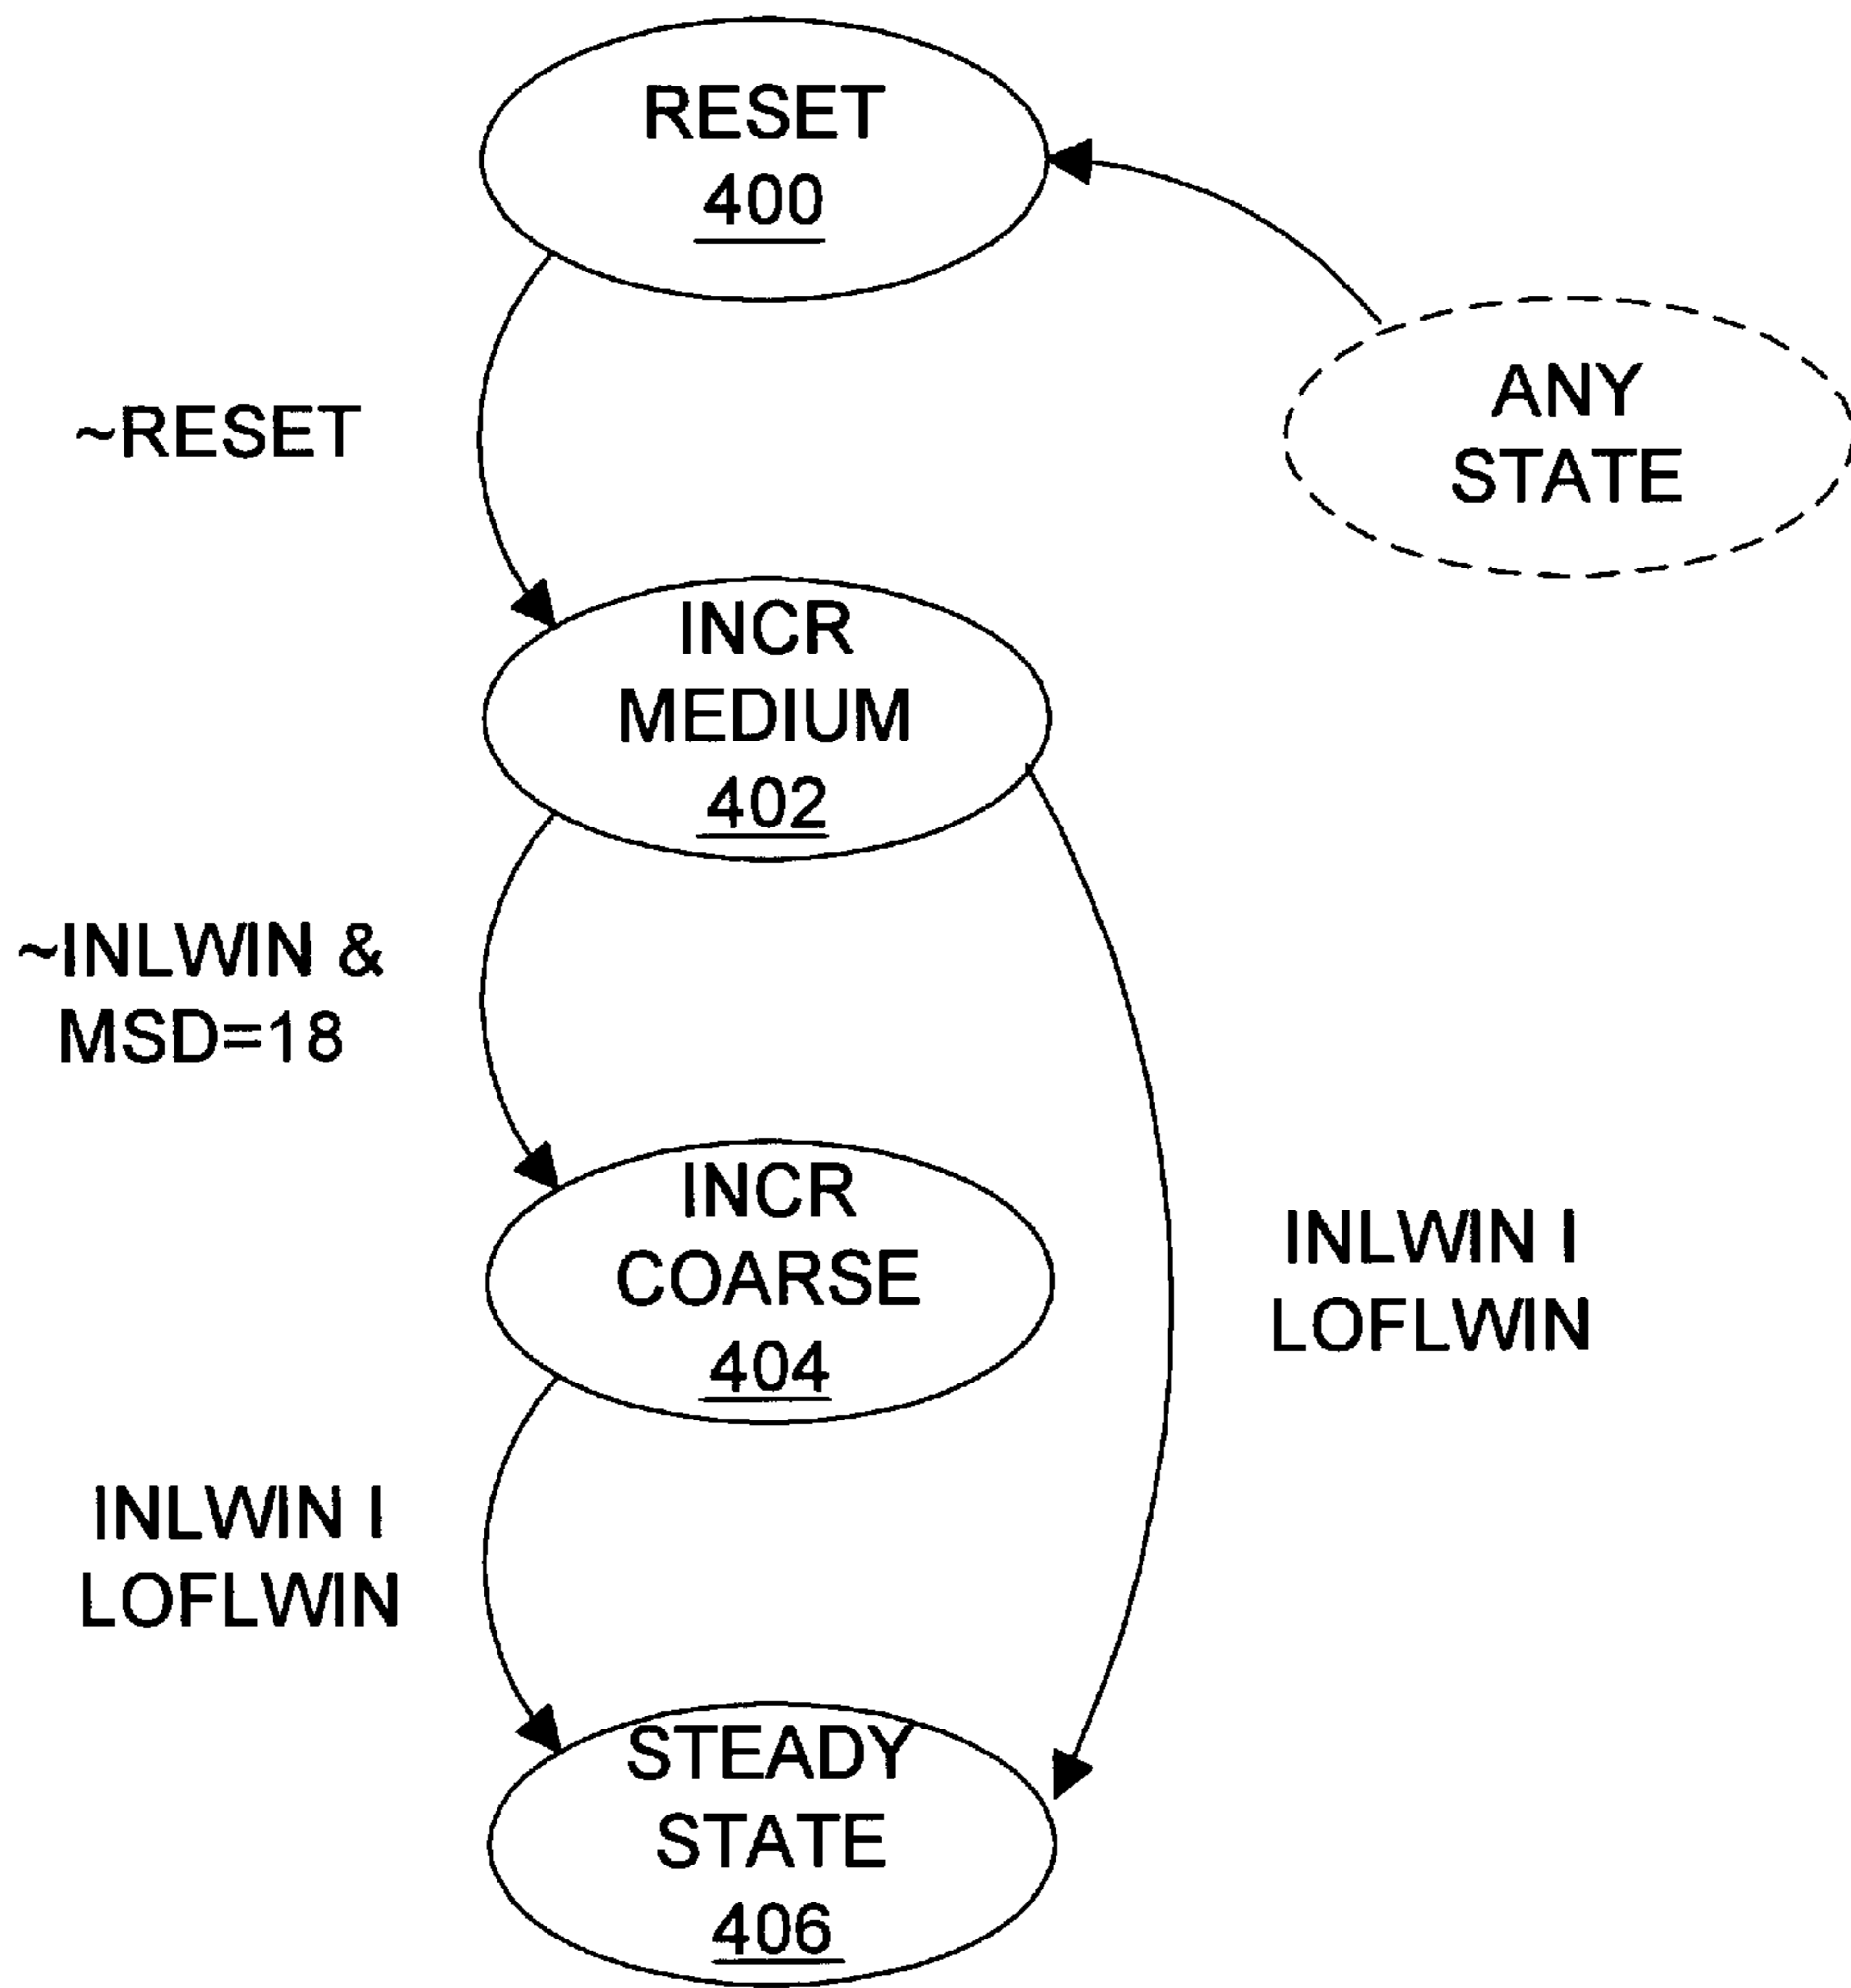 RESET
400
ANY
STATE
~RESET
INCR
MEDIUM
402
~INLWIN &
MSD=18
INCR
COARSE
404
INLWIN I
LOFLWIN
INLWIN I
LOFLWIN
STEADY
STATE
406